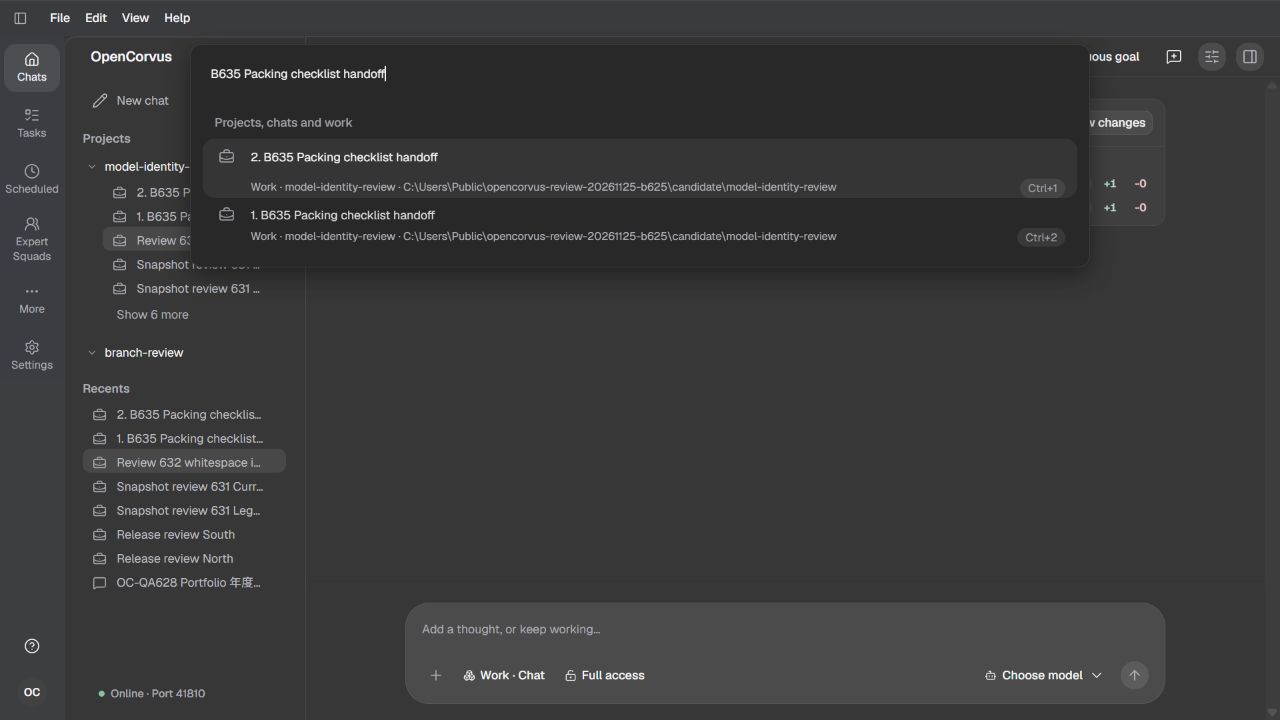 File Edit View Help
Chats
Tasks
Scheduled
Expert
Squads
More
Settings
OC
OpenCorvus
New chat
Projects
model-identity-
2. B635 P
1. B635 Pa
Review 63
Snapshot review 631
Snapshot review 631 ...
Show 6 more
branch-review
Recents
2. B635 Packing checklis...
1. B635 Packing checklist...
Review 632 whitespace i...
Snapshot review 631 Curr...
Snapshot review 631 Leg...
Release review South
Release review North
OC-QA628 Portfolio 年度...
Online · Port 41810
B635 Packing checklist handoff
Projects, chats and work
2. B635 Packing checklist handoff
Work · model-identity-review · C:\Users\Public\opencorvus-review-20261125-b625\candidate\model-identity-review
Ctrl+1
1. B635 Packing checklist handoff
Work · model-identity-review · C:\Users\Public\opencorvus-review-20261125-b625\candidate\model-identity-review
Ctrl+2
uous goal
w changes
+1 -0
+1 -0
Add a thought, or keep working...
Work · Chat
Full access
Choose model